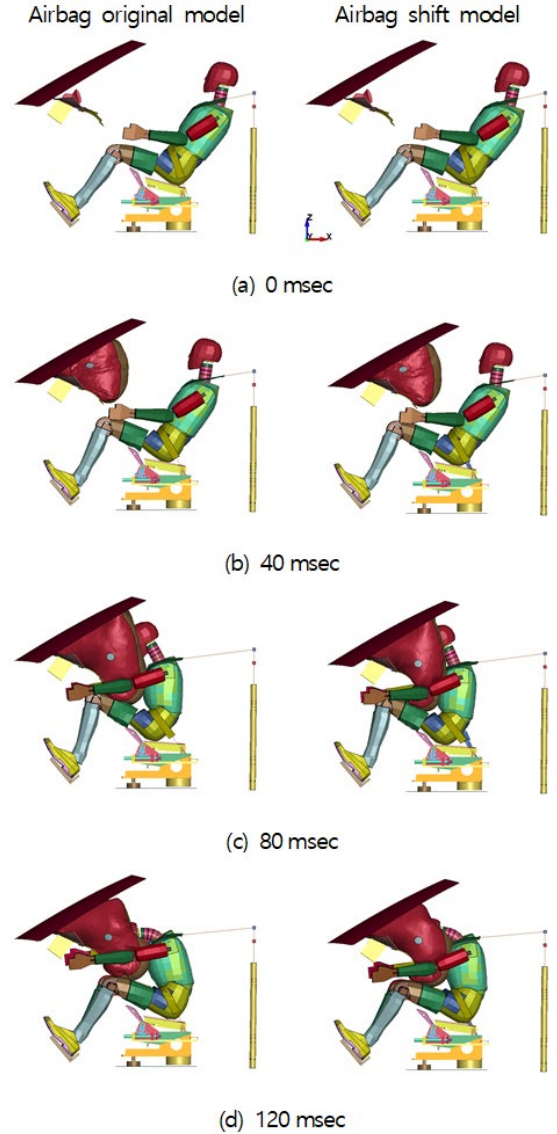 Airbag original model
Airbag shift model
Z
Y
X
(a) 0 msec
(b) 40 msec
(c) 80 msec
(d) 120 msec